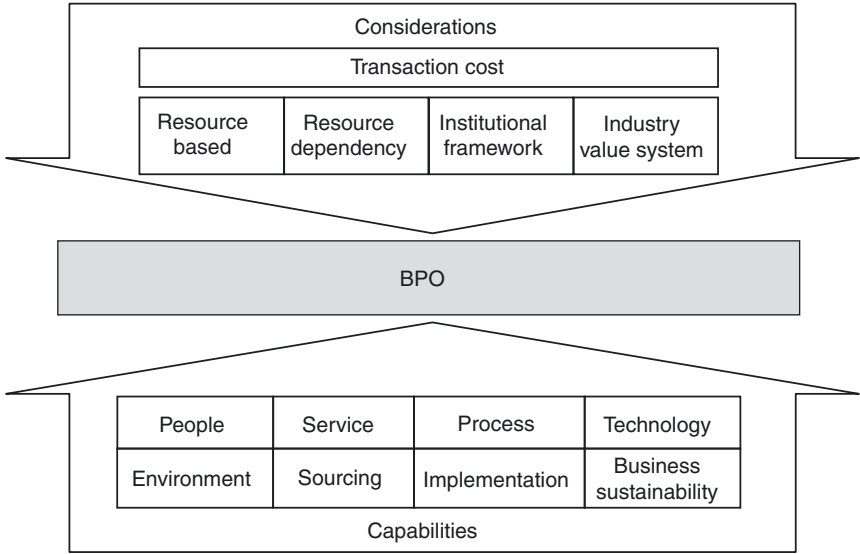 Considerations
Transaction cost
Resource based
Resource dependency
Institutional framework
Industry value system
BPO
People
Service
Process
Technology
Environment
Sourcing
Implementation
Business sustainability
Capabilities